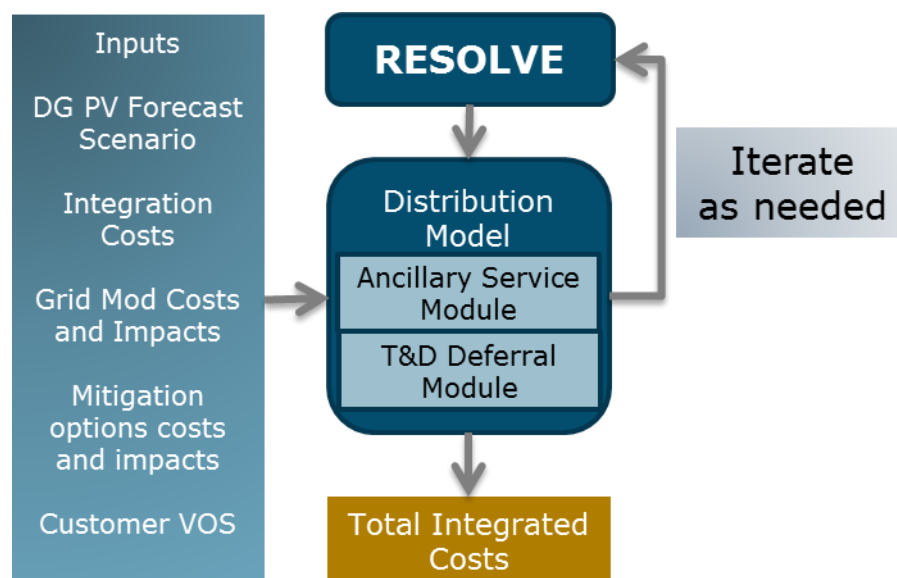 Inputs
DG PV Forecast
Scenario
Integration
Costs
Grid Mod Costs
and Impacts
Mitigation
options costs
and impacts
Customer VOS
RESOLVE
Distribution
Model
Ancillary Service
Module
T&D Deferral
Module
Total Integrated
Costs
Iterate
as needed